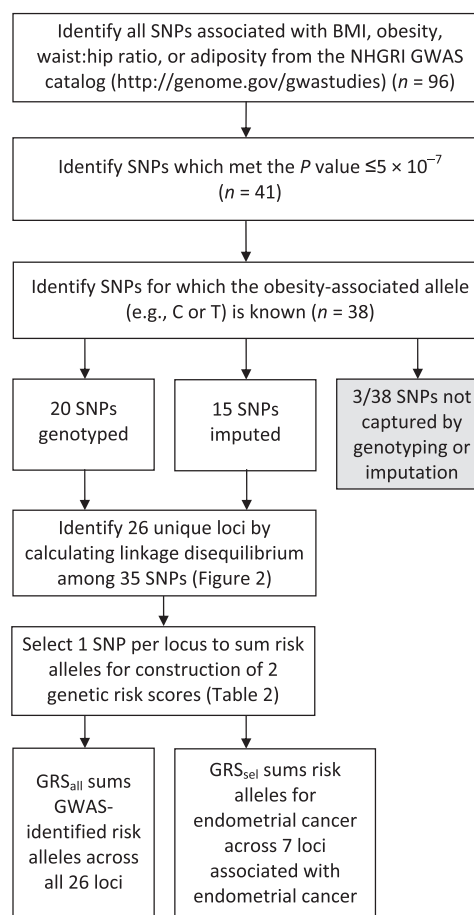 Identify all SNPs associated with BMI, obesity,
waist:hip ratio, or adiposity from the NHGRI GWAS
catalog (http://genome.gov/gwastudies) (n = 96)
Identify SNPs which met the P value ≤5 × 10⁻⁷
(n = 41)
Identify SNPs for which the obesity-associated allele
(e.g., C or T) is known (n = 38)
20 SNPs
genotyped
15 SNPs
imputed
3/38 SNPs not
captured by
genotyping or
imputation
Identify 26 unique loci by
calculating linkage disequilibrium
among 35 SNPs (Figure 2)
Select 1 SNP per locus to sum risk
alleles for construction of 2
genetic risk scores (Table 2)
GRSall sums
GWAS-
identified risk
alleles across
all 26 loci
GRSsel sums risk
alleles for
endometrial cancer
across 7 loci
associated with
endometrial cancer